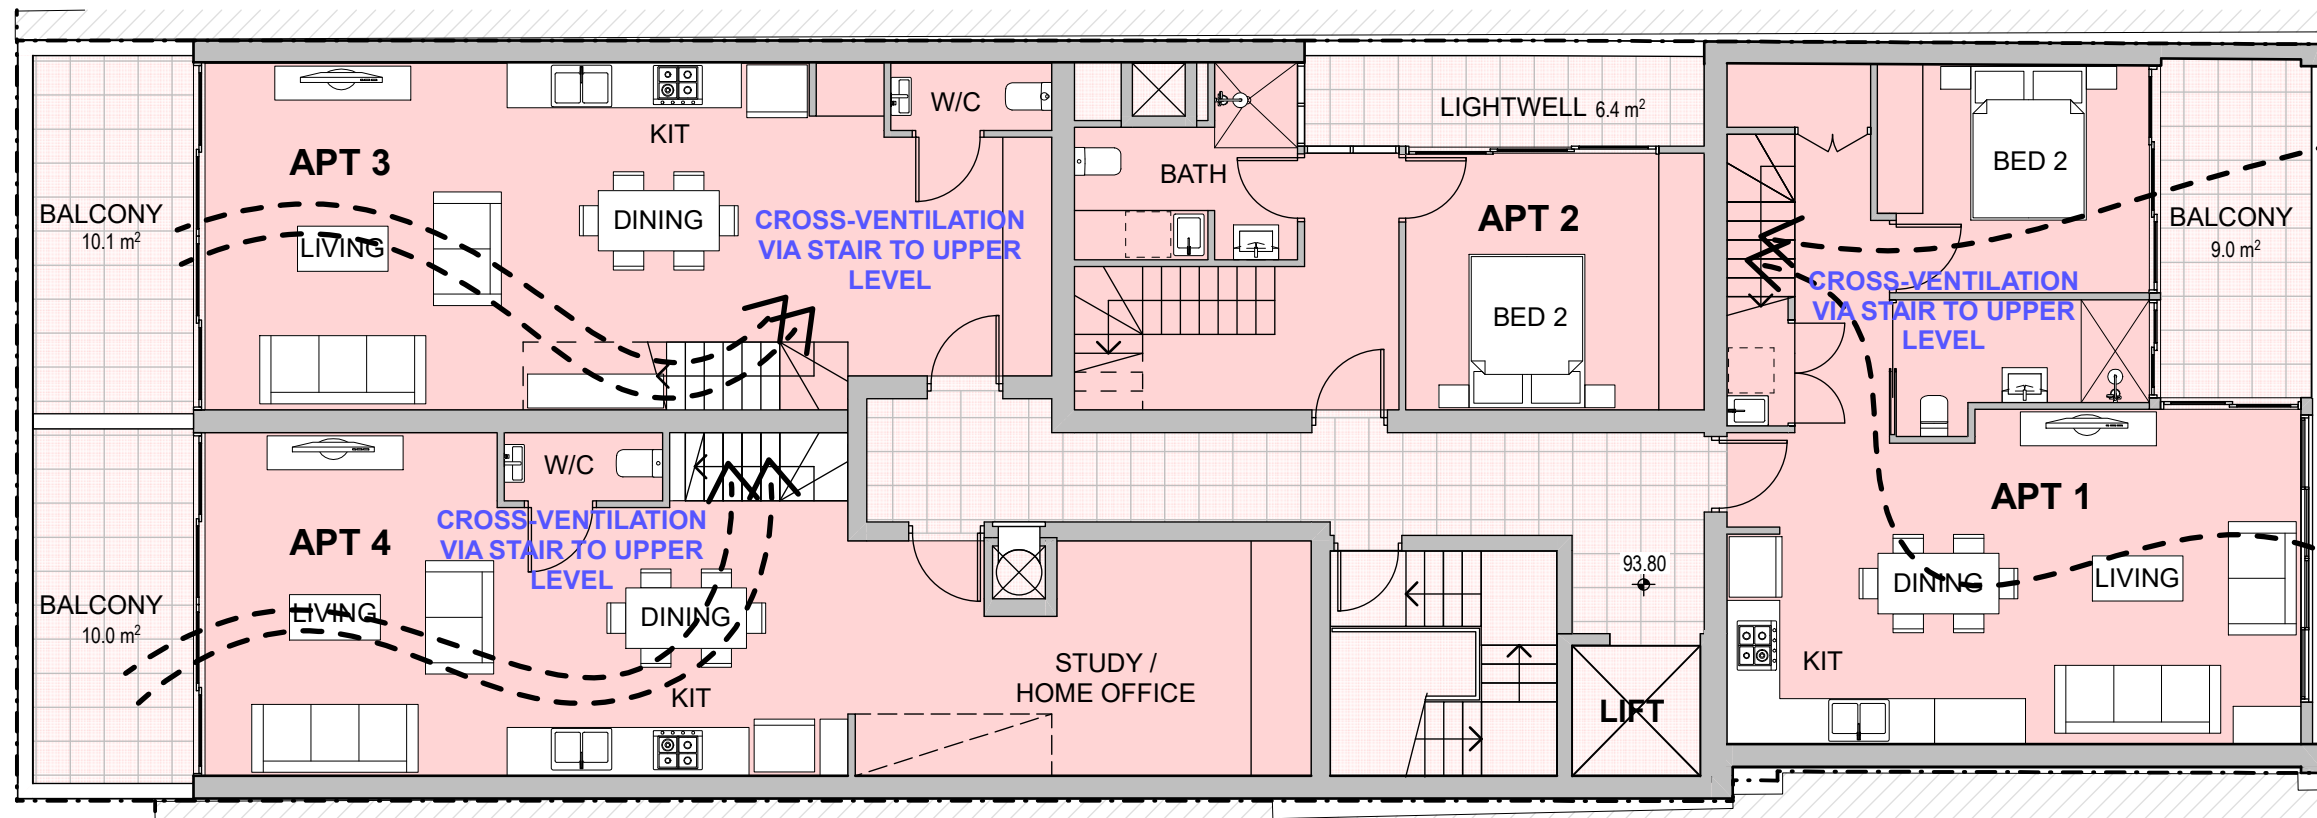 APT 3
KIT
W/C
BALCONY
10.1 m²
LIVING
DINING
CROSS-VENTILATION
VIA STAIR TO UPPER
LEVEL
BATH
LIGHTWELL 6.4 m²
APT 2
BED 2
BED 2
BALCONY
9.0 m²
CROSS-VENTILATION
VIA STAIR TO UPPER
LEVEL
APT 1
DINING
LIVING
KIT
APT 4
W/C
CROSS-VENTILATION
VIA STAIR TO UPPER
LEVEL
BALCONY
10.0 m²
LIVING
DINING
KIT
STUDY /
HOME OFFICE
93.80
LIFT